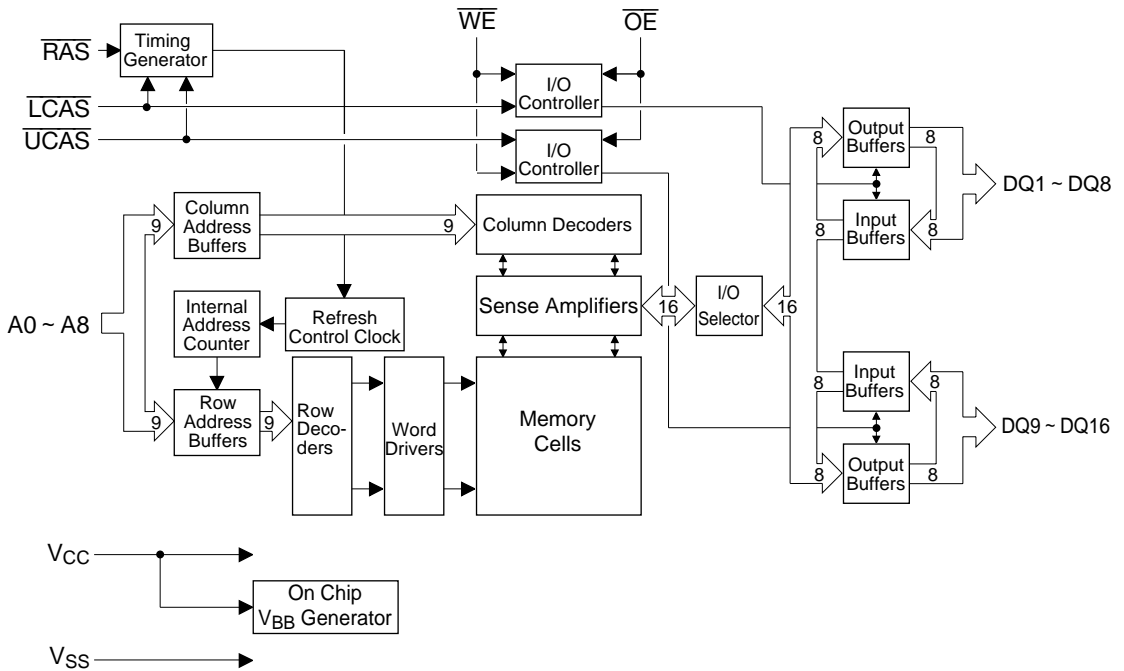 WE
OE
RAS
Timing
Generator
LCAS
UCAS
I/O
Controller
I/O
Controller
8
Output
Buffers
8
DQ1 ~ DQ8
8
Input
Buffers
8
9
Column
Address
Buffers
9
Column Decoders
A0 ~ A8
Internal
Address
Counter
Refresh
Control Clock
Sense Amplifiers
16
I/O
Selector
16
9
Row
Address
Buffers
9
Row
Deco-
ders
Word
Drivers
Memory
Cells
8
Input
Buffers
8
DQ9 ~ DQ16
8
Output
Buffers
8
VCC
On Chip
VBB Generator
VSS